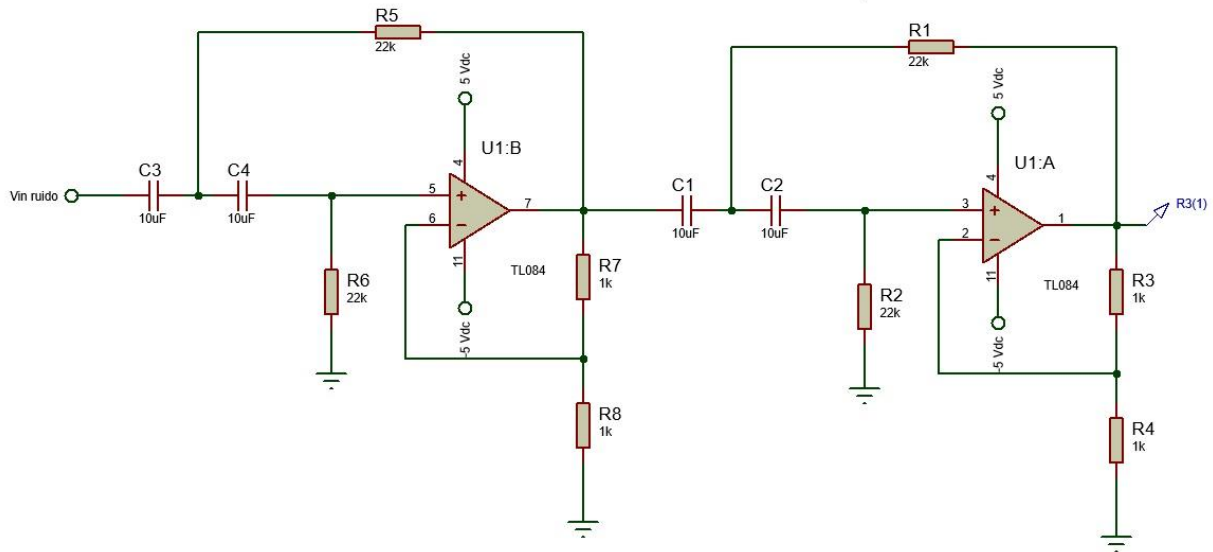 R5
22k
5 Vdc
C3
10uF
C4
10uF
Vin ruido
U1:B
4
5
6
7
11
TL084
-5 Vdc
R6
22k
R7
1k
R8
1k
R1
22k
5 Vdc
C1
10uF
C2
10uF
U1:A
4
3
2
1
11
TL084
-5 Vdc
R2
22k
R3(1)
R3
1k
R4
1k